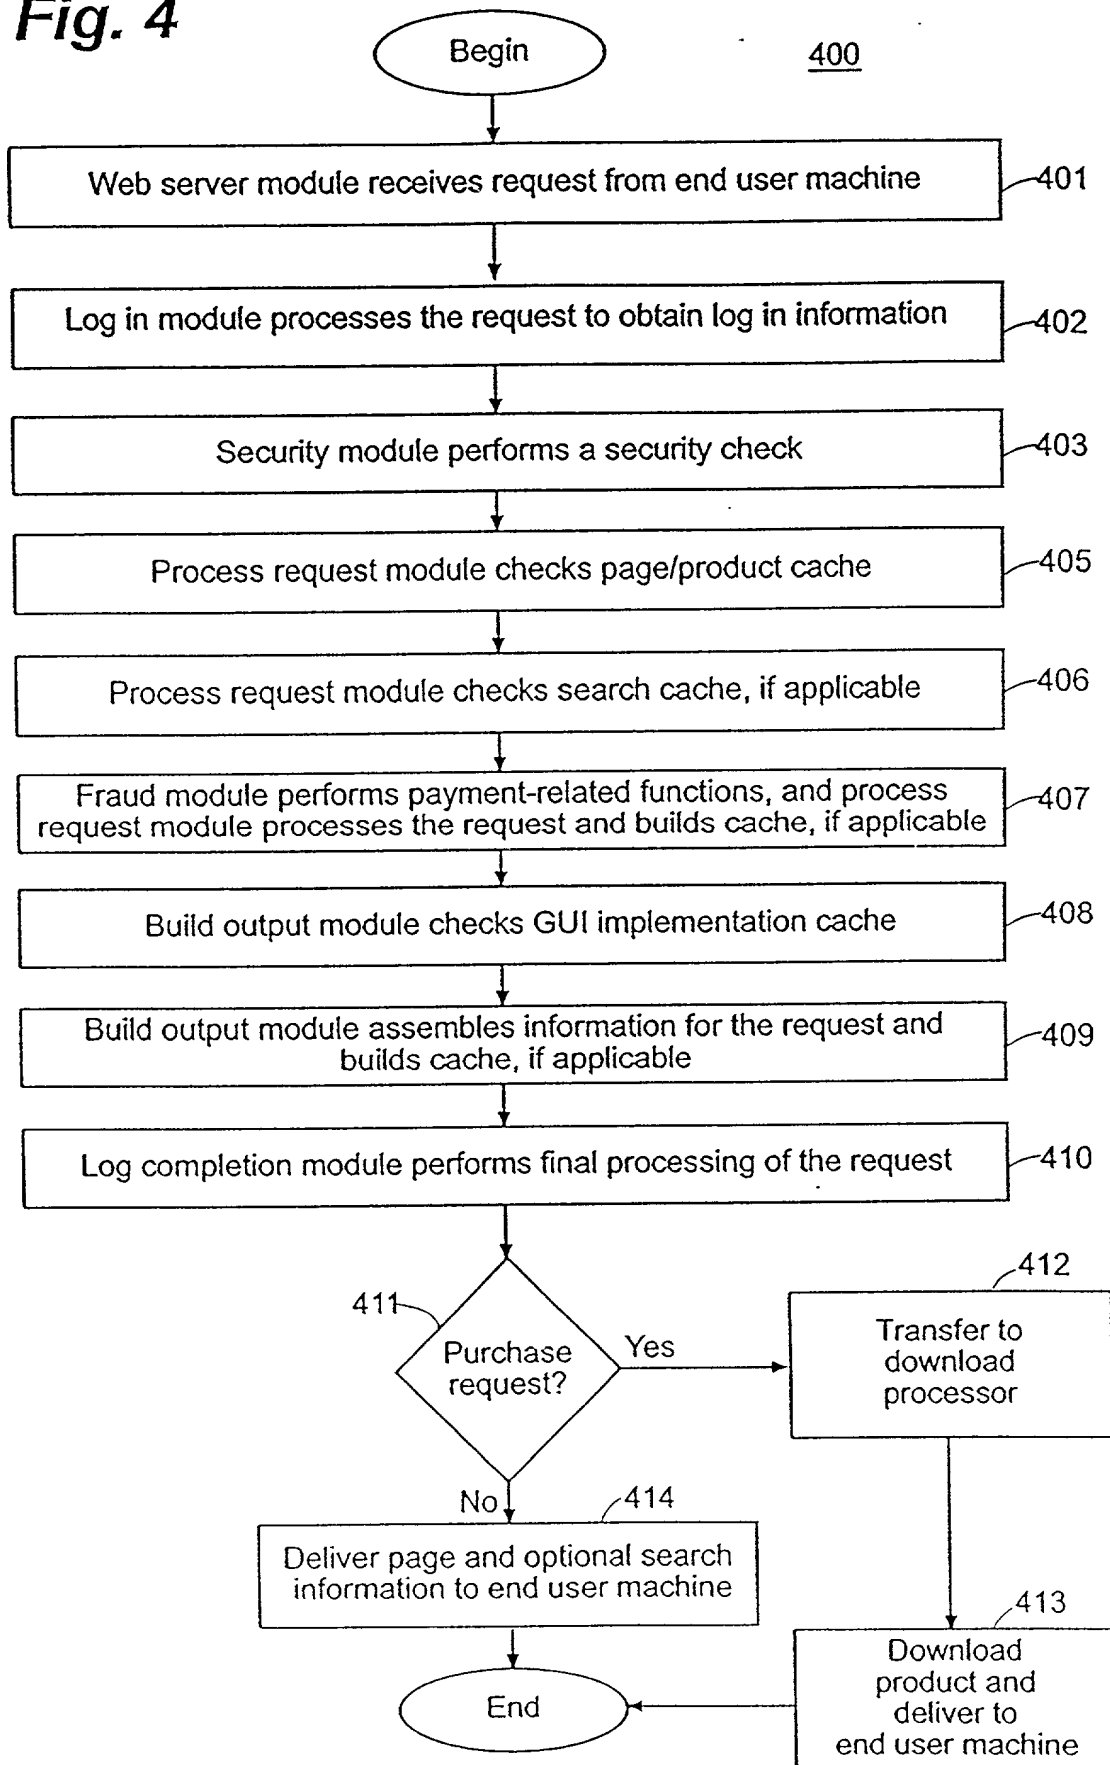 Fig. 4
Begin
400
Web server module receives request from end user machine
401
Log in module processes the request to obtain log in information
402
Security module performs a security check
403
Process request module checks page/product cache
405
Process request module checks search cache, if applicable
406
Fraud module performs payment-related functions, and process
request module processes the request and builds cache, if applicable
407
Build output module checks GUI implementation cache
408
Build output module assembles information for the request and
builds cache, if applicable
409
Log completion module performs final processing of the request
410
411
Purchase
request?
Yes
412
Transfer to
download
processor
No
414
Deliver page and optional search
information to end user machine
413
Download
product and
deliver to
end user machine
End